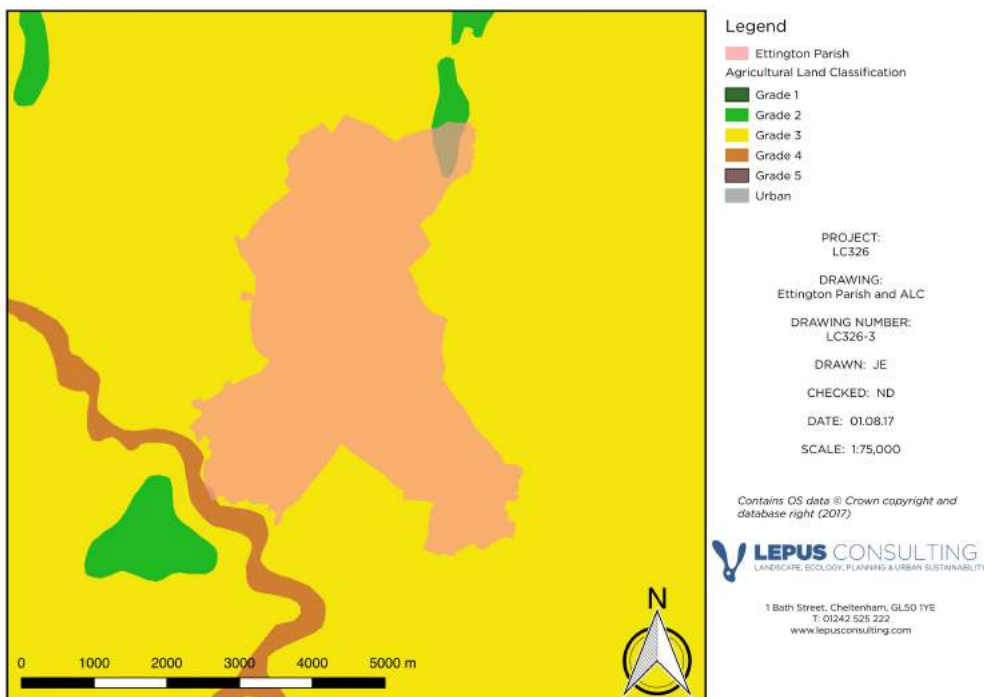 Legend
Ettington Parish
Agricultural Land Classification
Grade 1
Grade 2
Grade 3
Grade 4
Grade 5
Urban
PROJECT:
LC326
DRAWING:
Ettington Parish and ALC
DRAWING NUMBER:
LC326-3
DRAWN: JE
CHECKED: ND
DATE: 01.08.17
SCALE: 1:75,000
Contains OS data © Crown copyright and
database right (2017)
LEPUS CONSULTING
LANDSCAPE, ECOLOGY, PLANNING & URBAN SUSTAINABILITY
1 Bath Street, Cheltenham, GL50 1YE
T: 01242 525 222
www.lepusconsulting.com
N
0 1000 2000 3000 4000 5000 m